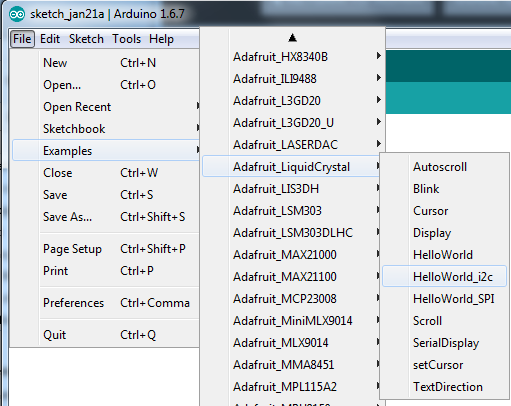 sketch_jan21a | Arduino 1.6.7
File Edit Sketch Tools Help
New Ctrl+N
Open... Ctrl+O
Open Recent
Sketchbook
Examples
Close Ctrl+W
Save Ctrl+S
Save As... Ctrl+Shift+S
Page Setup Ctrl+Shift+P
Print Ctrl+P
Preferences Ctrl+Comma
Quit Ctrl+Q
Adafruit_HX8340B
Adafruit_ILI9488
Adafruit_L3GD20
Adafruit_L3GD20_U
Adafruit_LASERDAC
Adafruit_LiquidCrystal
Adafruit_LIS3DH
Adafruit_LSM303
Adafruit_LSM303DLHC
Adafruit_MAX21000
Adafruit_MAX21100
Adafruit_MCP23008
Adafruit_MiniMLX9014
Adafruit_MLX9014
Adafruit_MMA8451
Adafruit_MPL115A2
Autoscroll
Blink
Cursor
Display
HelloWorld
HelloWorld_i2c
HelloWorld_SPI
Scroll
SerialDisplay
setCursor
TextDirection